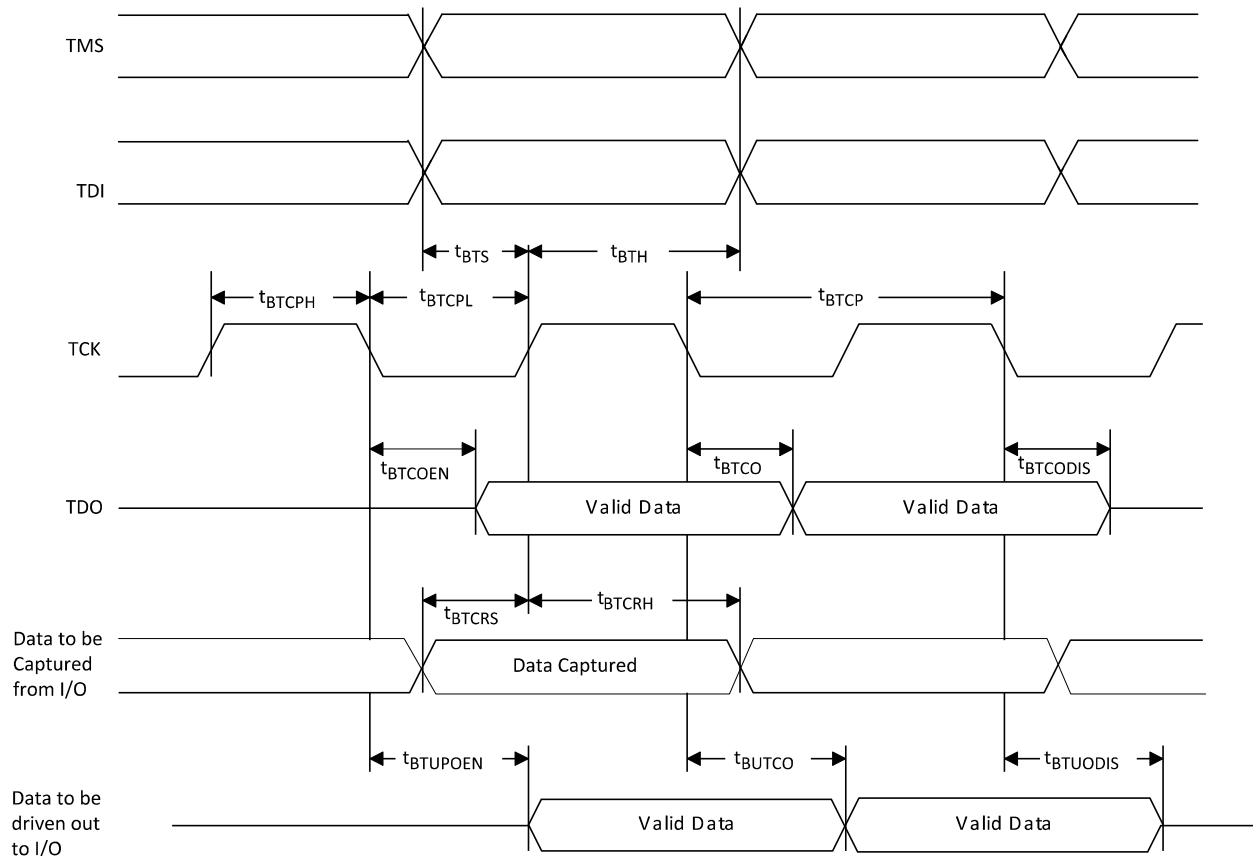 TMS
TDI
tBTS
tBTH
tBTCPH
tBTCPL
tBTCP
TCK
tBTCOEN
tBTCO
tBTCODIS
TDO
Valid Data
Valid Data
tBTCRS
tBTCRH
Data to be
Captured
from I/O
Data Captured
tBTUPOEN
tBUTCO
tBTUODIS
Data to be
driven out
to I/O
Valid Data
Valid Data